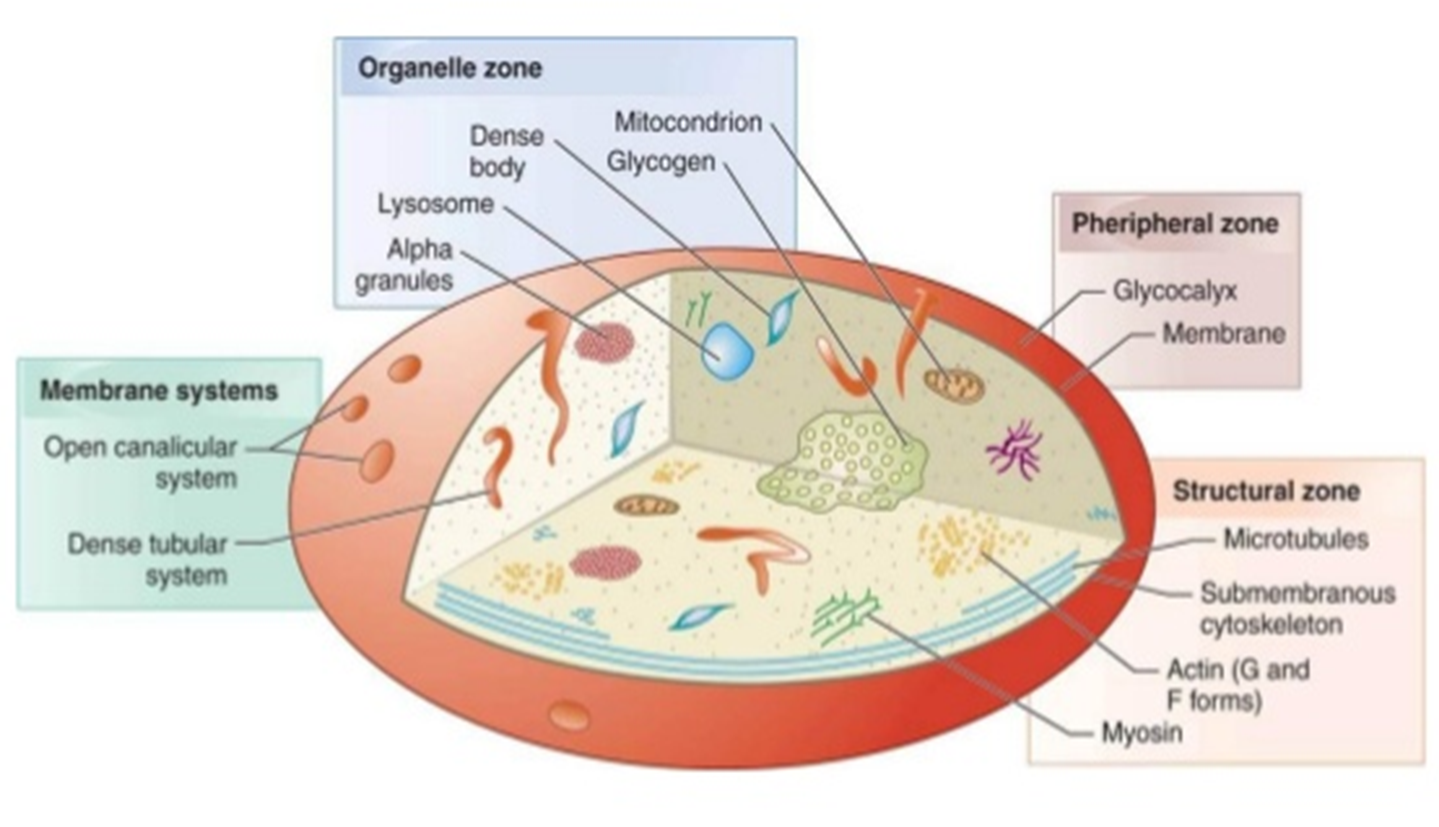 Organelle zone
Dense
body
Mitocondrion
Glycogen
Lysosome
Alpha
granules
Pheripheral zone
Glycocalyx
Membrane
Membrane systems
Open canalicular
system
Dense tubular
system
Structural zone
Microtubules
Submembranous
cytoskeleton
Actin (G and
F forms)
Myosin